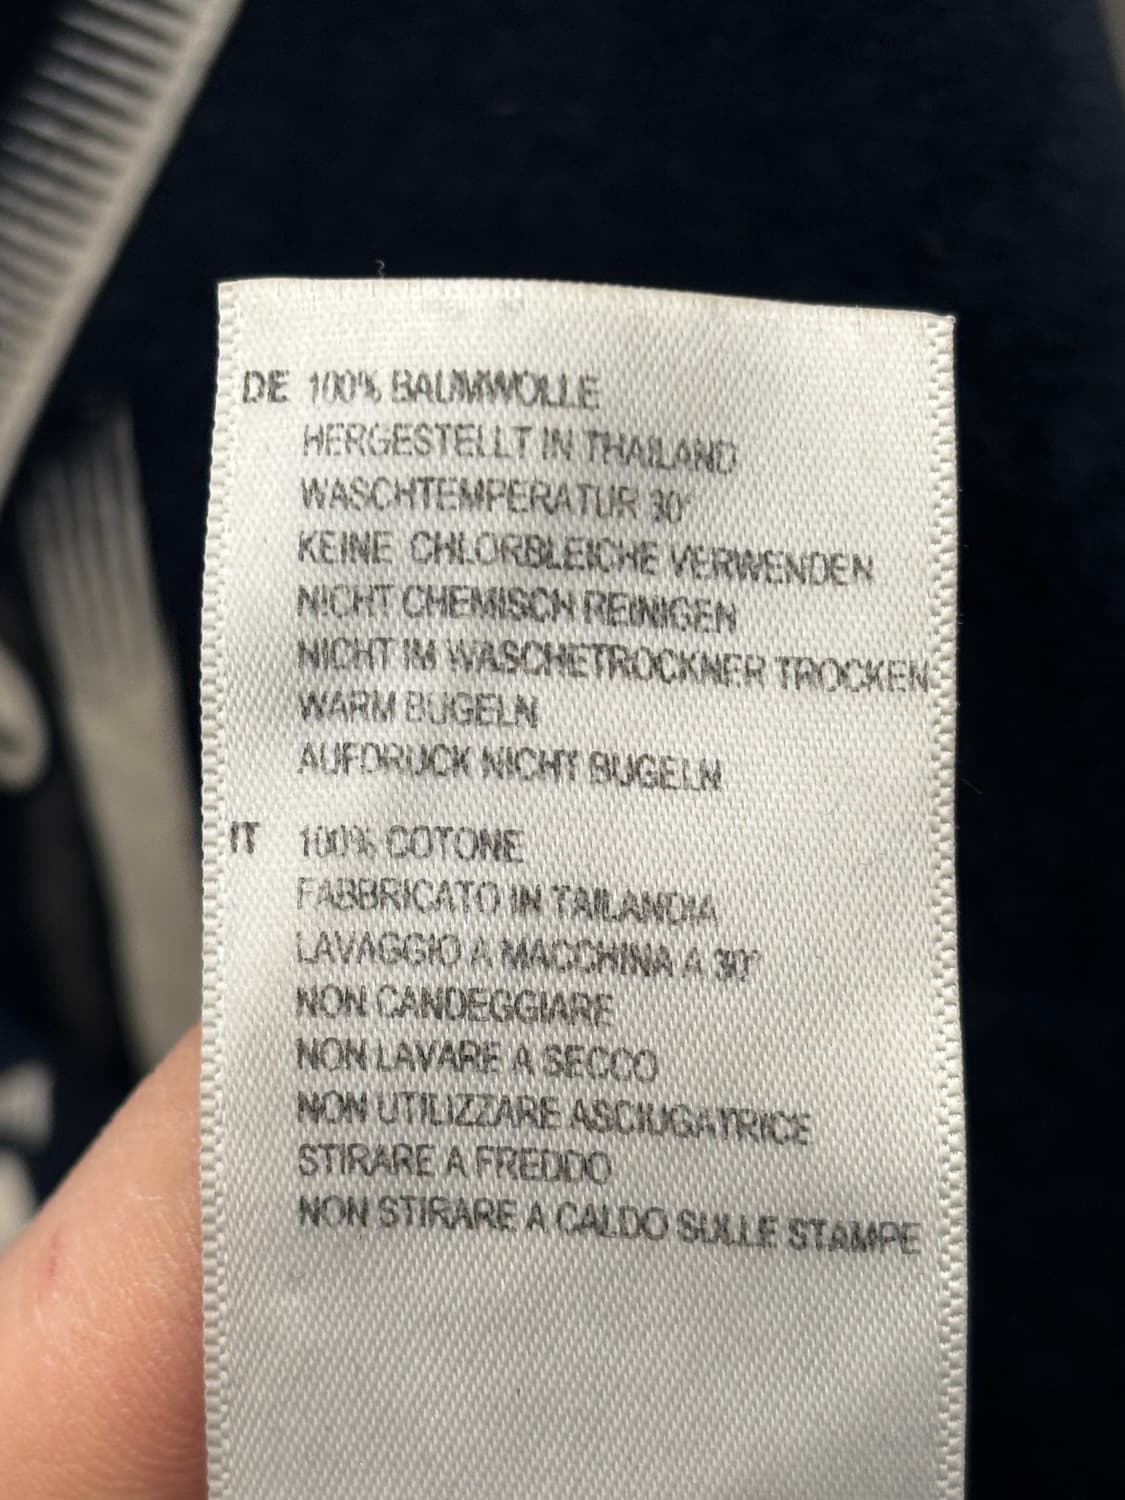 DE 100% BAUMWOLLE
HERGESTELLT IN THAILAND
WASCHTEMPERATUR 30°
KEINE CHLORBLEICHE VERWENDEN
NICHT CHEMISCH REINIGEN
NICHT IM WASCHETROCKNER TROCKEN
WARM BUGELN
AUFDRUCK NICHT BUGELN
IT 100% COTONE
FABBRICATO IN TAILANDIA
LAVAGGIO A MACCHINA A 30°
NON CANDEGGIARE
NON LAVARE A SECCO
NON UTILIZZARE ASCIUGATRICE
STIRARE A FREDDO
NON STIRARE A CALDO SULLE STAMPE